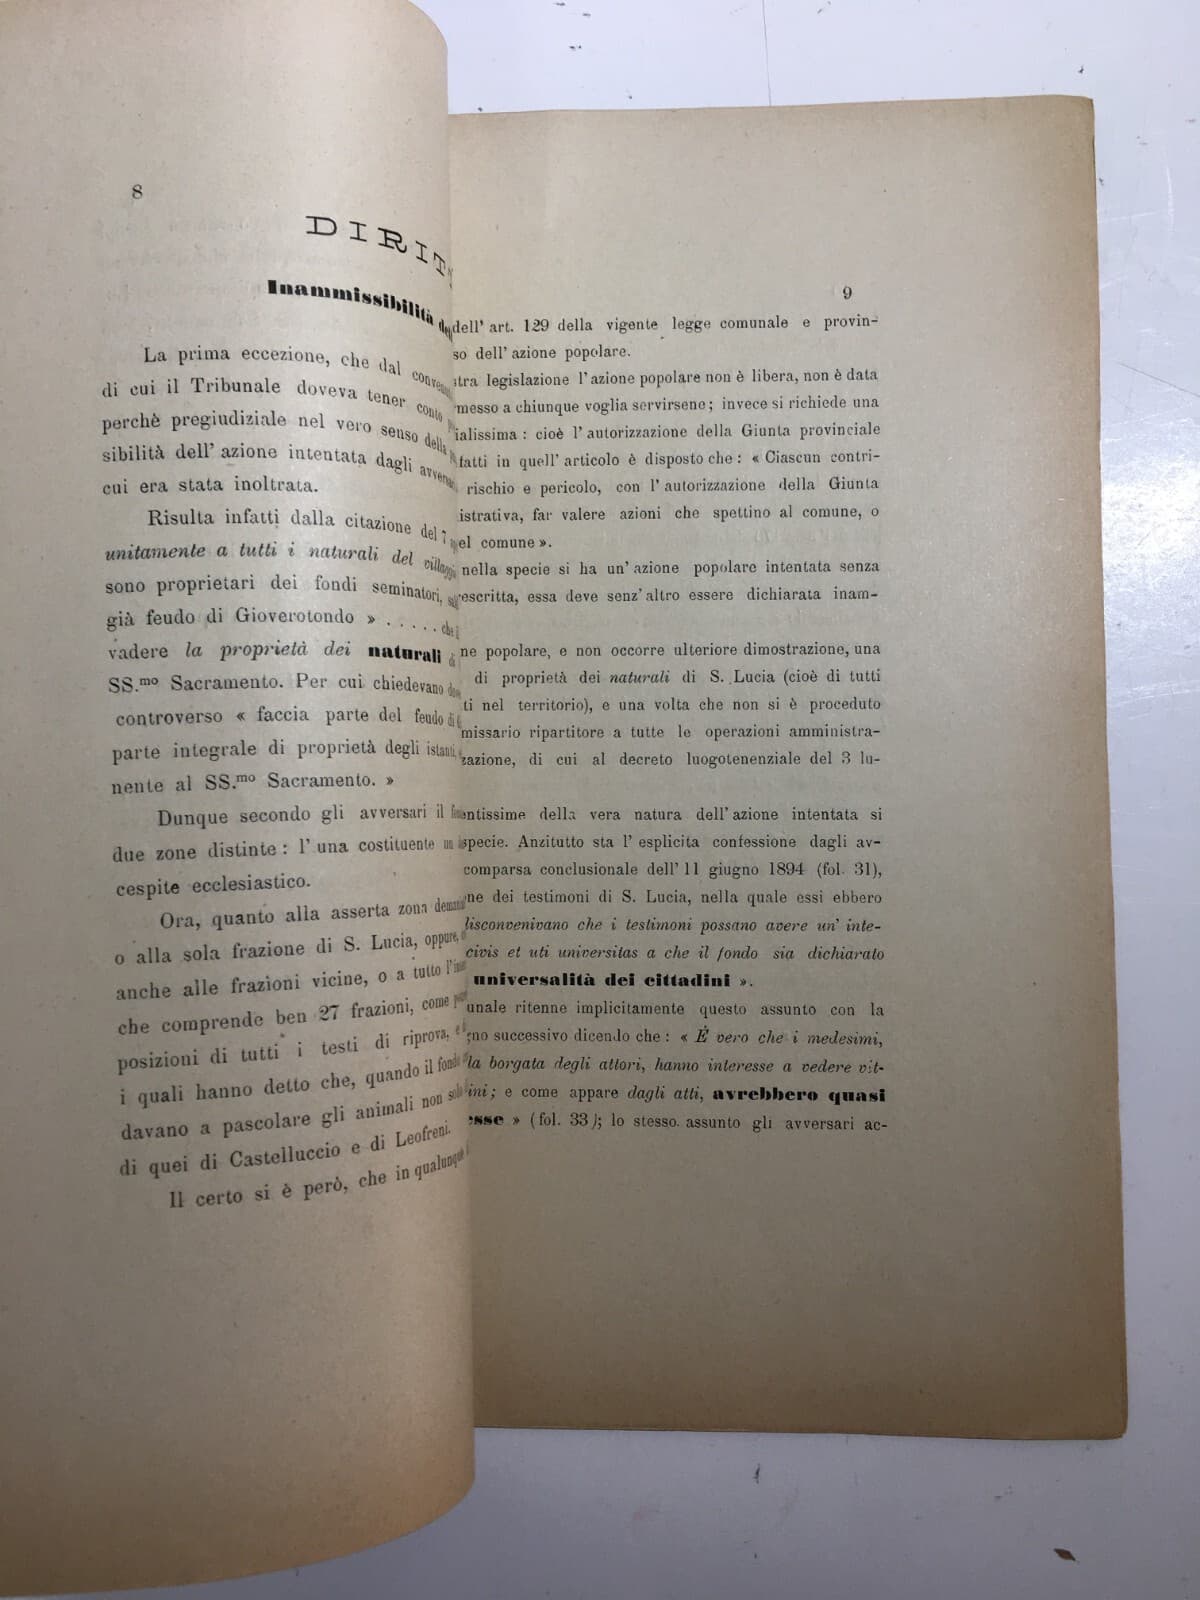 8
DIRIT
Inammissibilità
La prima eccezione, che dal
di cui il Tribunale doveva tener conto
perchè pregiudiziale nel vero senso della
sibilità dell' azione intentata dagli
cui era stata inoltrata.
Risulta infatti dalla citazione del 7
unitamente a tutti i naturali del
sono proprietari dei fondi seminatori,
già feudo di Gioverotondo » . . . . . che
vadere la proprietà dei naturali di
SS.mo Sacramento. Per cui chiedevano
controverso « faccia parte del feudo di
parte integrale di proprietà degli istanti,
nente al SS.mo Sacramento. »
Dunque secondo gli avversari il
due zone distinte : l' una costituente un
cespite ecclesiastico.
Ora, quanto alla asserta zona
o alla sola frazione di S. Lucia, oppure,
anche alle frazioni vicine, o a tutto
che comprende ben 27 frazioni, come
posizioni di tutti i testi di riprova, e
i quali hanno detto che, quando il fondo
davano a pascolare gli animali non solo
di quei di Castelluccio e di Leofreni.
Il certo si è però, che in qualunque
9
dell' art. 129 della vigente legge comunale e provin-
so dell' azione popolare.
stra legislazione l' azione popolare non è libera, non è data
messo a chiunque voglia servirsene ; invece si richiede una
ialissima : cioè l' autorizzazione della Giunta provinciale
fatti in quell' articolo è disposto che : « Ciascun contri-
rischio e pericolo, con l' autorizzazione della Giunta
istrativa, far valere azioni che spettino al comune, o
el comune ».
nella specie si ha un' azione popolare intentata senza
escritta, essa deve senz' altro essere dichiarata inam-
ne popolare, e non occorre ulteriore dimostrazione, una
di proprietà dei naturali di S. Lucia (cioè di tutti
ti nel territorio), e una volta che non si è proceduto
missario ripartitore a tutte le operazioni amministra-
zazione, di cui al decreto luogotenenziale del 3 lu-
ntissime della vera natura dell' azione intentata si
specie. Anzitutto sta l' esplicita confessione dagli av-
comparsa conclusionale dell' 11 giugno 1894 (fol. 31),
ne dei testimoni di S. Lucia, nella quale essi ebbero
disconvenivano che i testimoni possano avere un' inte-
civis et uti universitas a che il fondo sia dichiarato
universalità dei cittadini ».
unale ritenne implicitamente questo assunto con la
gno successivo dicendo che : « É vero che i medesimi,
la borgata degli attori, hanno interesse a vedere vit-
ini ; e come appare dagli atti, avrebbero quasi
esse » (fol. 33); lo stesso assunto gli avversari ac-